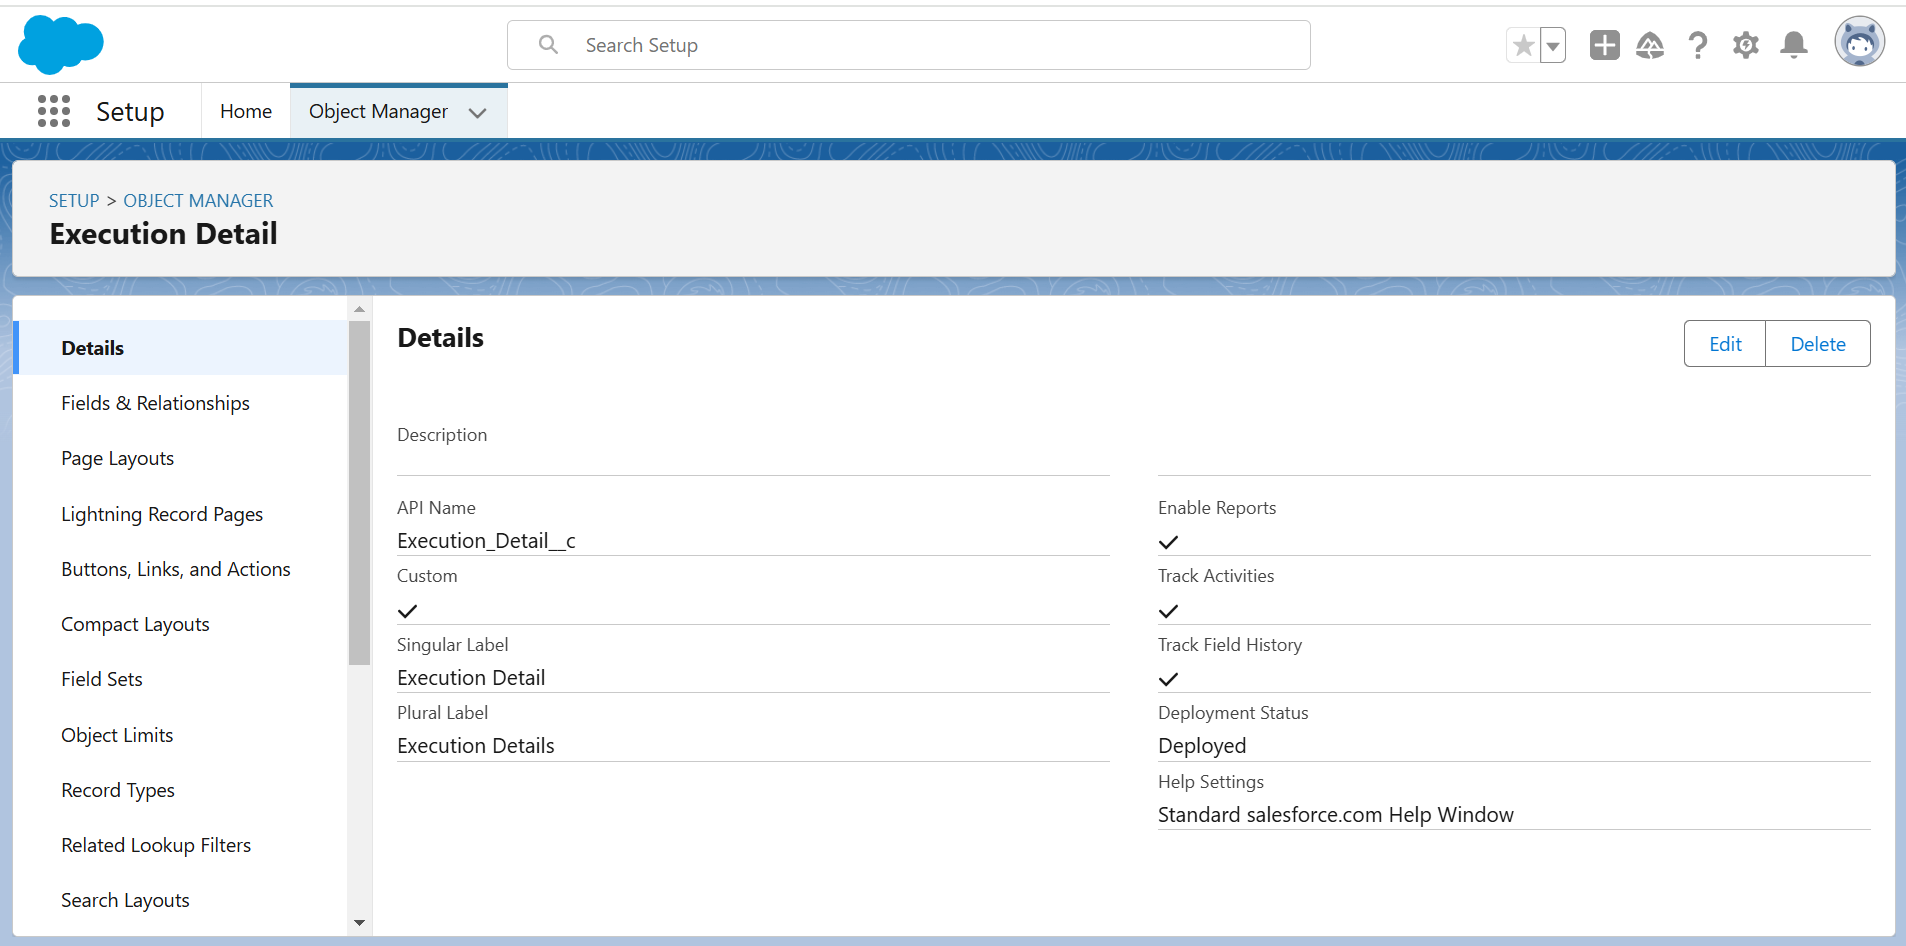 Search Setup
Setup
Home
Object Manager
SETUP > OBJECT MANAGER
Execution Detail
Details
Fields & Relationships
Page Layouts
Lightning Record Pages
Buttons, Links, and Actions
Compact Layouts
Field Sets
Object Limits
Record Types
Related Lookup Filters
Search Layouts
Details
Edit
Delete
Description
API Name
Execution_Detail__c
Custom
Singular Label
Execution Detail
Plural Label
Execution Details
Enable Reports
Track Activities
Track Field History
Deployment Status
Deployed
Help Settings
Standard salesforce.com Help Window